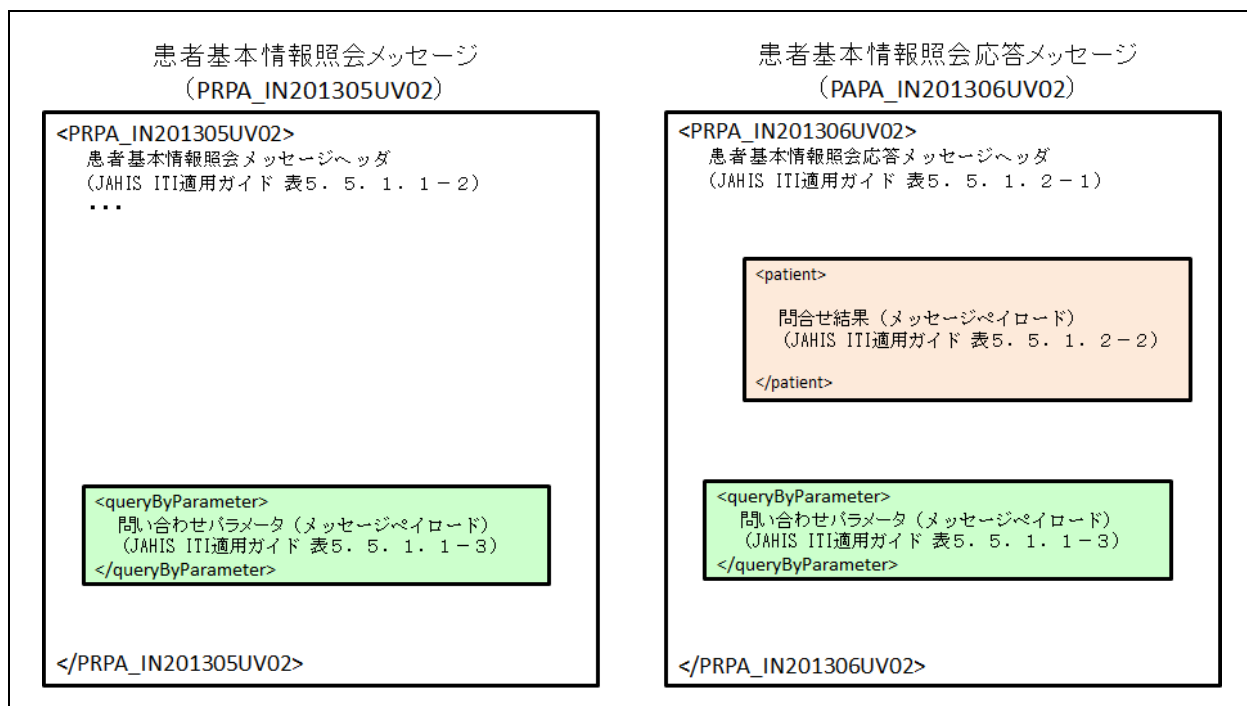 患者基本情報照会メッセージ
（PRPA_IN201305UV02）
<PRPA_IN201305UV02>
患者基本情報照会メッセージヘッダ
（JAHIS ITI適用ガイド 表５．５．１．１－２）
・・・
<queryByParameter>
問い合わせパラメータ（メッセージペイロード）
（JAHIS ITI適用ガイド 表５．５．１．１－３）
</queryByParameter>
</PRPA_IN201305UV02>
患者基本情報照会応答メッセージ
（PAPA_IN201306UV02）
<PRPA_IN201306UV02>
患者基本情報照会応答メッセージヘッダ
（JAHIS ITI適用ガイド 表５．５．１．２－１）
<patient>
問合せ結果（メッセージペイロード）
（JAHIS ITI適用ガイド 表５．５．１．２－２）
</patient>
<queryByParameter>
問い合わせパラメータ（メッセージペイロード）
（JAHIS ITI適用ガイド 表５．５．１．１－３）
</queryByParameter>
</PRPA_IN201306UV02>